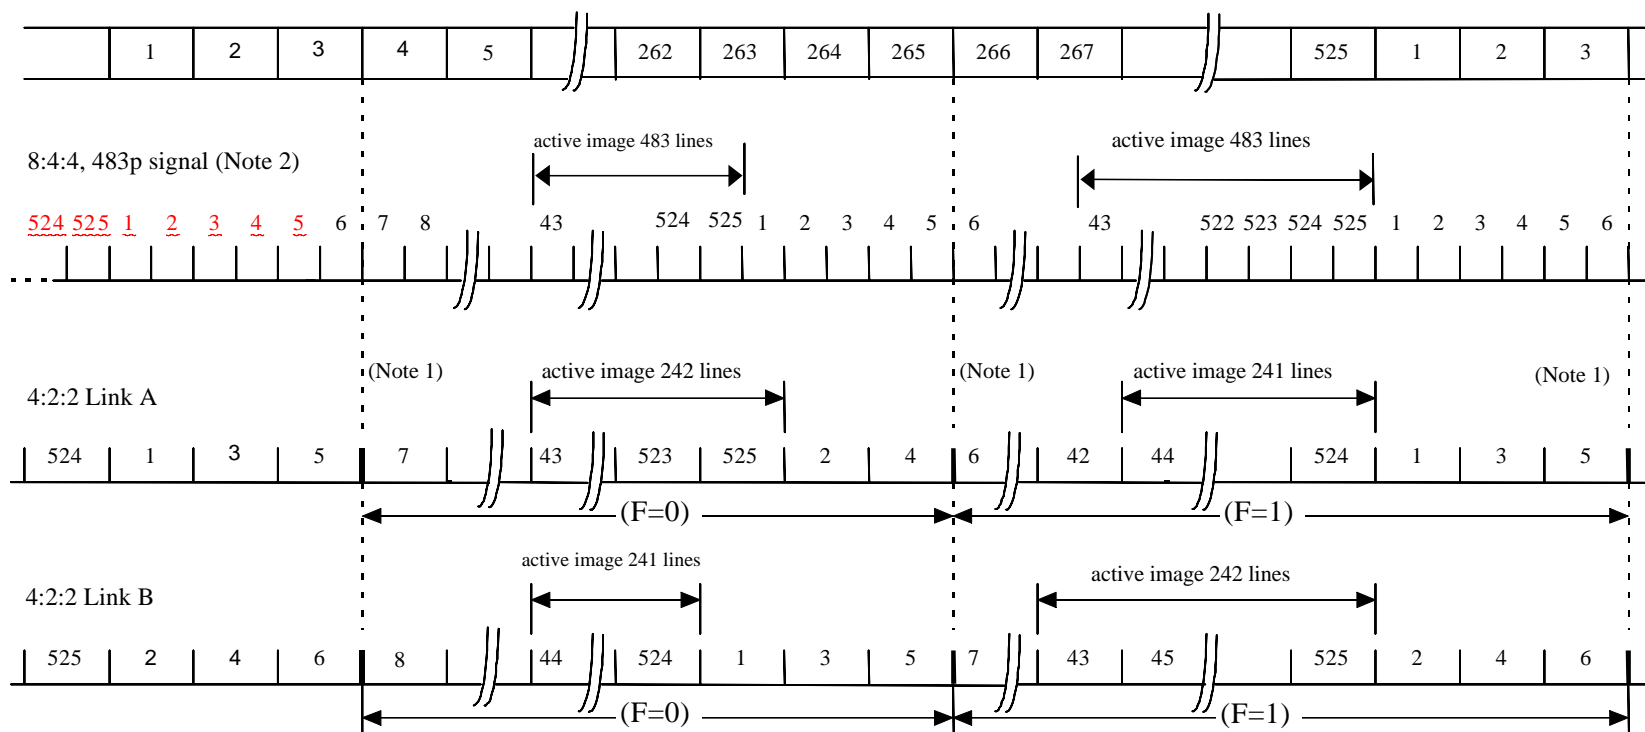 1 2 3 4 5 262 263 264 265 266 267 525 1 2 3
active image 483 lines active image 483 lines
8:4:4, 483p signal (Note 2)
524 525 1 2 3 4 5 6 7 8 43 524 525 1 2 3 4 5 6 43 522 523 524 525 1 2 3 4 5 6
(Note 1) active image 242 lines (Note 1) active image 241 lines (Note 1)
4:2:2 Link A
524 1 3 5 7 43 523 525 2 4 6 42 44 524 1 3 5
(F=0) (F=1)
active image 241 lines active image 242 lines
4:2:2 Link B
525 2 4 6 8 44 524 1 3 5 7 43 45 525 2 4 6
(F=0) (F=1)